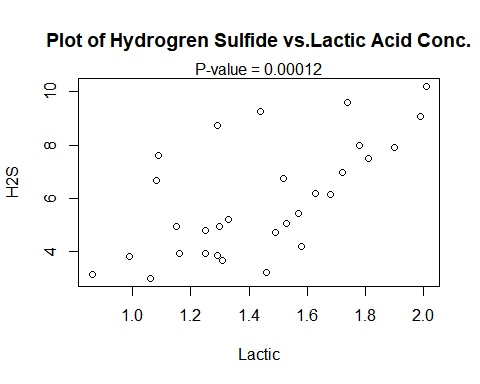 Plot of Hydrogren Sulfide vs.Lactic Acid Conc.
P-value = 0.00012
10
8
6
4
H2S
1.0 1.2 1.4 1.6 1.8 2.0
Lactic